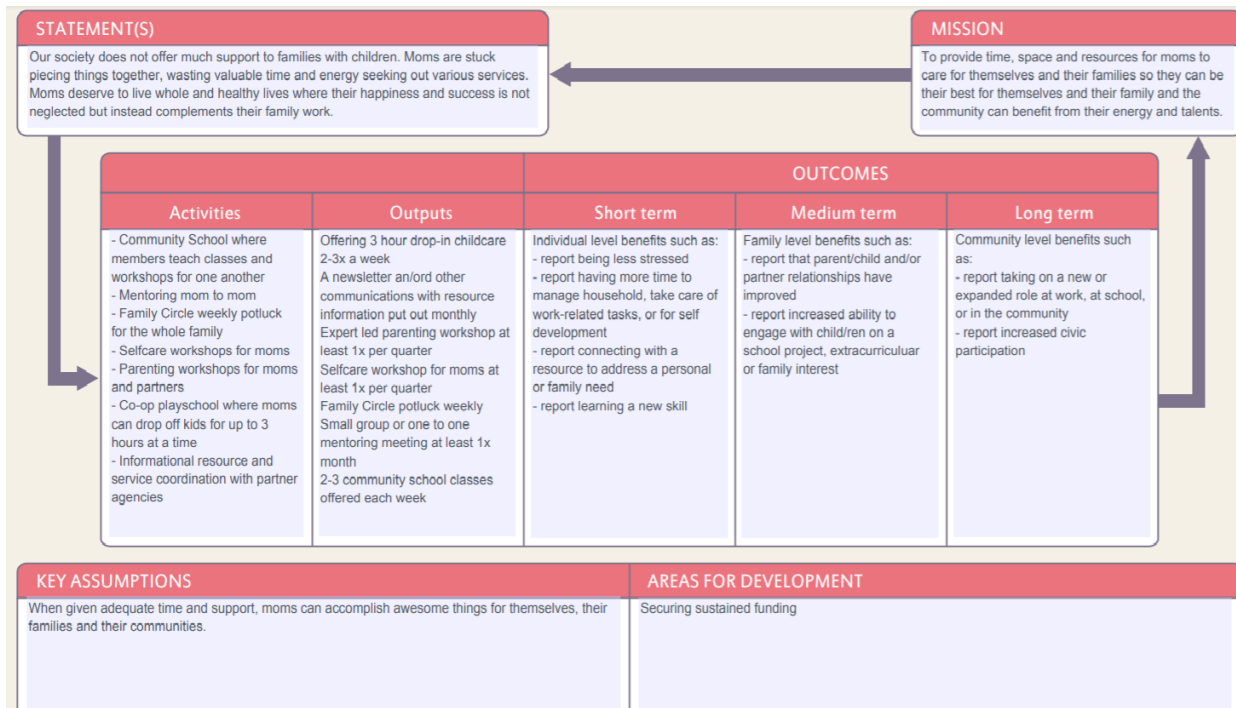 STATEMENT(S)
Our society does not offer much support to families with children. Moms are stuck
piecing things together, wasting valuable time and energy seeking out various services.
Moms deserve to live whole and healthy lives where their happiness and success is not
neglected but instead complements their family work.
MISSION
To provide time, space and resources for moms to
care for themselves and their families so they can be
their best for themselves and their family and the
community can benefit from their energy and talents.
OUTCOMES
Activities
- Community School where
members teach classes and
workshops for one another
- Mentoring mom to mom
- Family Circle weekly potluck
for the whole family
- Selfcare workshops for moms
- Parenting workshops for moms
and partners
- Co-op playschool where moms
can drop off kids for up to 3
hours at a time
- Informational resource and
service coordination with partner
agencies
Outputs
Offering 3 hour drop-in childcare
2-3x a week
A newsletter an/ord other
communications with resource
information put out monthly
Expert led parenting workshop at
least 1x per quarter
Selfcare workshop for moms at
least 1x per quarter
Family Circle potluck weekly
Small group or one to one
mentoring meeting at least 1x
month
2-3 community school classes
offered each week
Short term
Individual level benefits such as:
- report being less stressed
- report having more time to
manage household, take care of
work-related tasks, or for self
development
- report connecting with a
resource to address a personal
or family need
- report learning a new skill
Medium term
Family level benefits such as:
- report that parent/child and/or
partner relationships have
improved
- report increased ability to
engage with child/ren on a
school project, extracurriculuar
or family interest
Long term
Community level benefits such
as:
- report taking on a new or
expanded role at work, at school,
or in the community
- report increased civic
participation
KEY ASSUMPTIONS
When given adequate time and support, moms can accomplish awesome things for themselves, their
families and their communities.
AREAS FOR DEVELOPMENT
Securing sustained funding